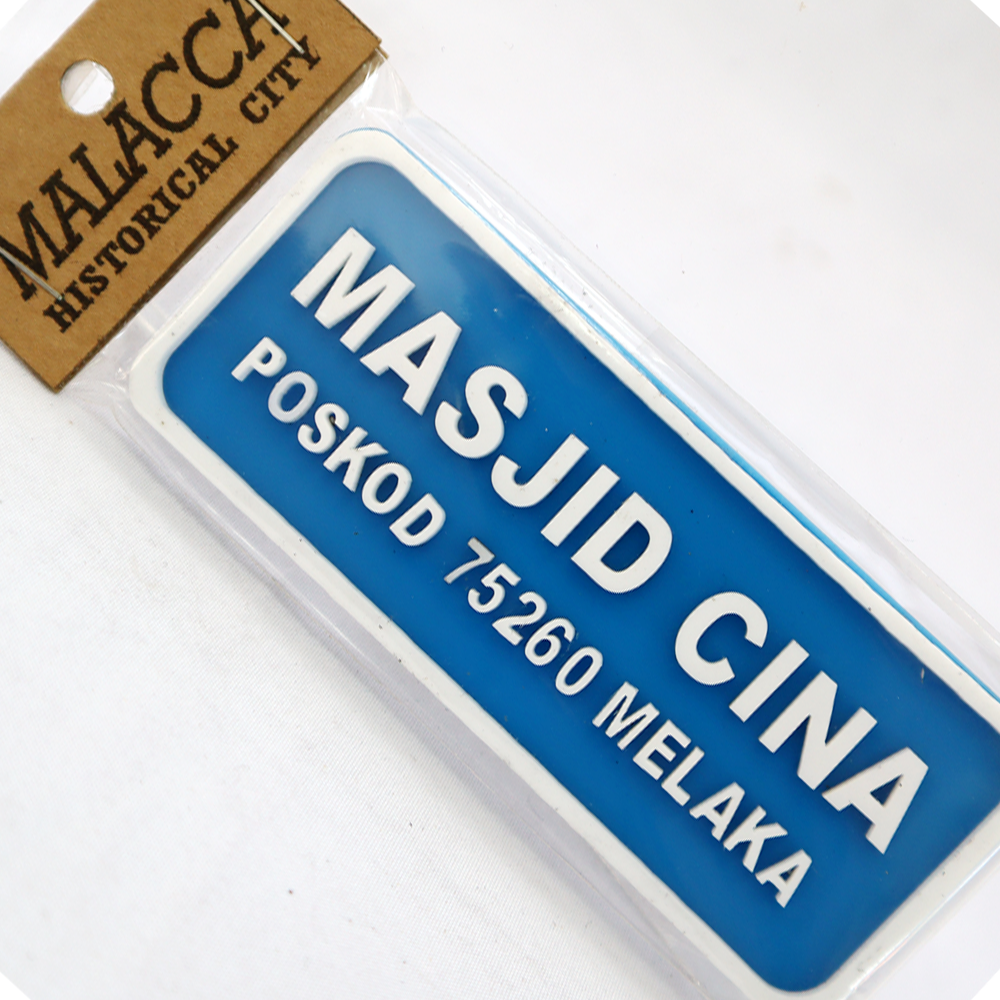 MALACCA
HISTORICAL CITY
MASJID CINA
POSKOD 75260 MELAKA